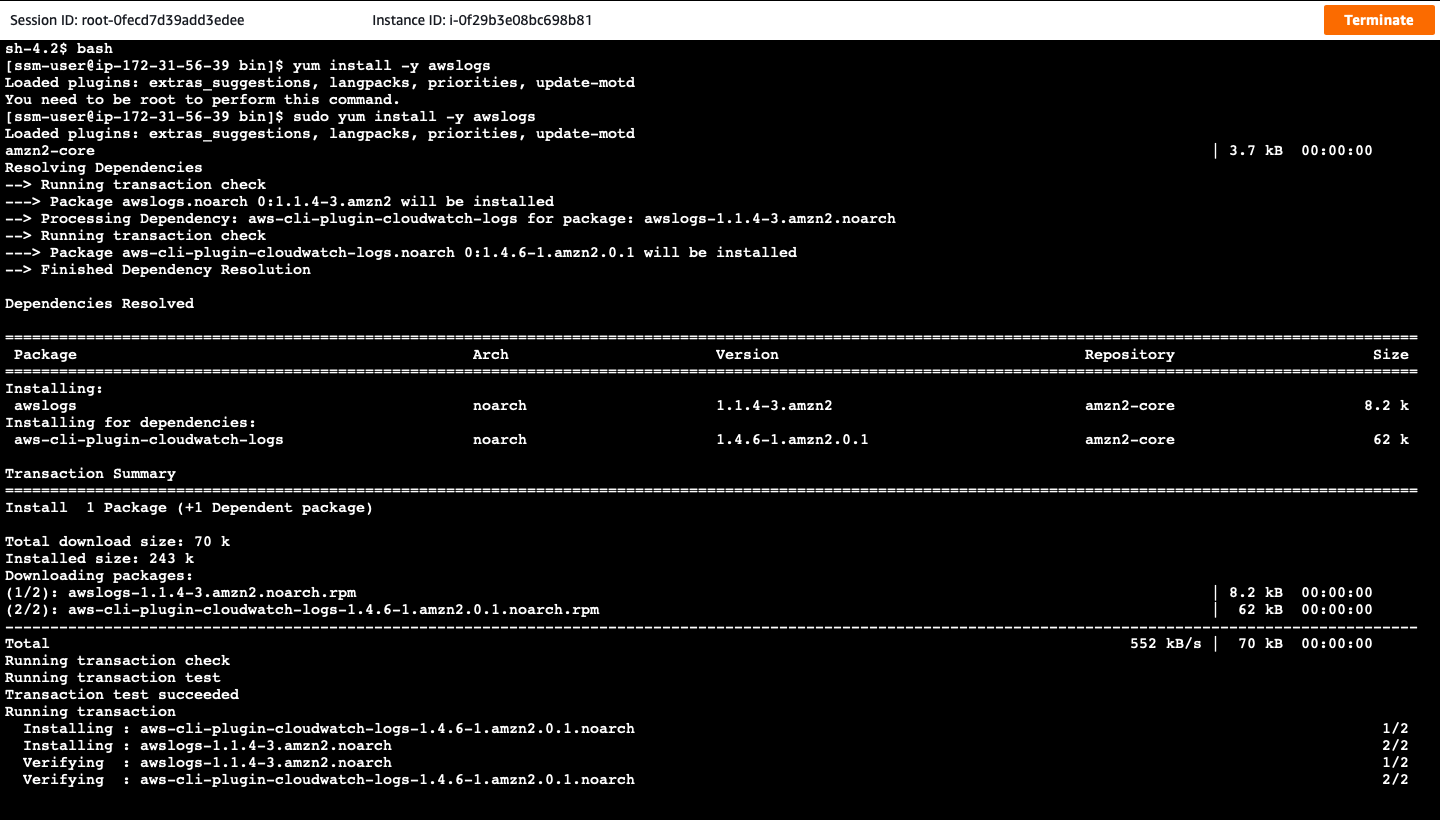 Session ID: root-0fecd7d39add3edee Instance ID: i-0f29b3e08bc698b81 Terminate
sh-4.2$ bash
[ssm-user@ip-172-31-56-39 bin]$ yum install -y awslogs
Loaded plugins: extras_suggestions, langpacks, priorities, update-motd
You need to be root to perform this command.
[ssm-user@ip-172-31-56-39 bin]$ sudo yum install -y awslogs
Loaded plugins: extras_suggestions, langpacks, priorities, update-motd
amzn2-core | 3.7 kB 00:00:00
Resolving Dependencies
--> Running transaction check
---> Package awslogs.noarch 0:1.1.4-3.amzn2 will be installed
--> Processing Dependency: aws-cli-plugin-cloudwatch-logs for package: awslogs-1.1.4-3.amzn2.noarch
--> Running transaction check
---> Package aws-cli-plugin-cloudwatch-logs.noarch 0:1.4.6-1.amzn2.0.1 will be installed
--> Finished Dependency Resolution
Dependencies Resolved
Package Arch Version Repository Size
Installing:
awslogs noarch 1.1.4-3.amzn2 amzn2-core 8.2 k
Installing for dependencies:
aws-cli-plugin-cloudwatch-logs noarch 1.4.6-1.amzn2.0.1 amzn2-core 62 k
Transaction Summary
Install 1 Package (+1 Dependent package)
Total download size: 70 k
Installed size: 243 k
Downloading packages:
(1/2): awslogs-1.1.4-3.amzn2.noarch.rpm | 8.2 kB 00:00:00
(2/2): aws-cli-plugin-cloudwatch-logs-1.4.6-1.amzn2.0.1.noarch.rpm | 62 kB 00:00:00
Total 552 kB/s | 70 kB 00:00:00
Running transaction check
Running transaction test
Transaction test succeeded
Running transaction
Installing : aws-cli-plugin-cloudwatch-logs-1.4.6-1.amzn2.0.1.noarch 1/2
Installing : awslogs-1.1.4-3.amzn2.noarch 2/2
Verifying : awslogs-1.1.4-3.amzn2.noarch 1/2
Verifying : aws-cli-plugin-cloudwatch-logs-1.4.6-1.amzn2.0.1.noarch 2/2